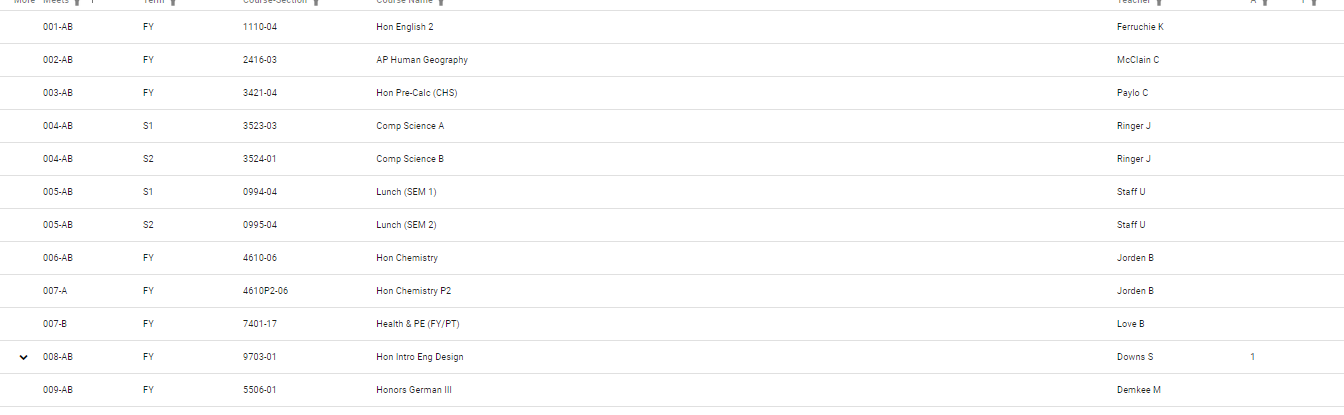 More Meets Term Course-Section Course Name Teacher A T
001-AB FY 1110-04 Hon English 2 Ferruchie K
002-AB FY 2416-03 AP Human Geography McClain C
003-AB FY 3421-04 Hon Pre-Calc (CHS) Paylo C
004-AB S1 3523-03 Comp Science A Ringer J
004-AB S2 3524-01 Comp Science B Ringer J
005-AB S1 0994-04 Lunch (SEM 1) Staff U
005-AB S2 0995-04 Lunch (SEM 2) Staff U
006-AB FY 4610-06 Hon Chemistry Jorden B
007-A FY 4610P2-06 Hon Chemistry P2 Jorden B
007-B FY 7401-17 Health & PE (FY/PT) Love B
008-AB FY 9703-01 Hon Intro Eng Design Downs S 1
009-AB FY 5506-01 Honors German III Demkee M